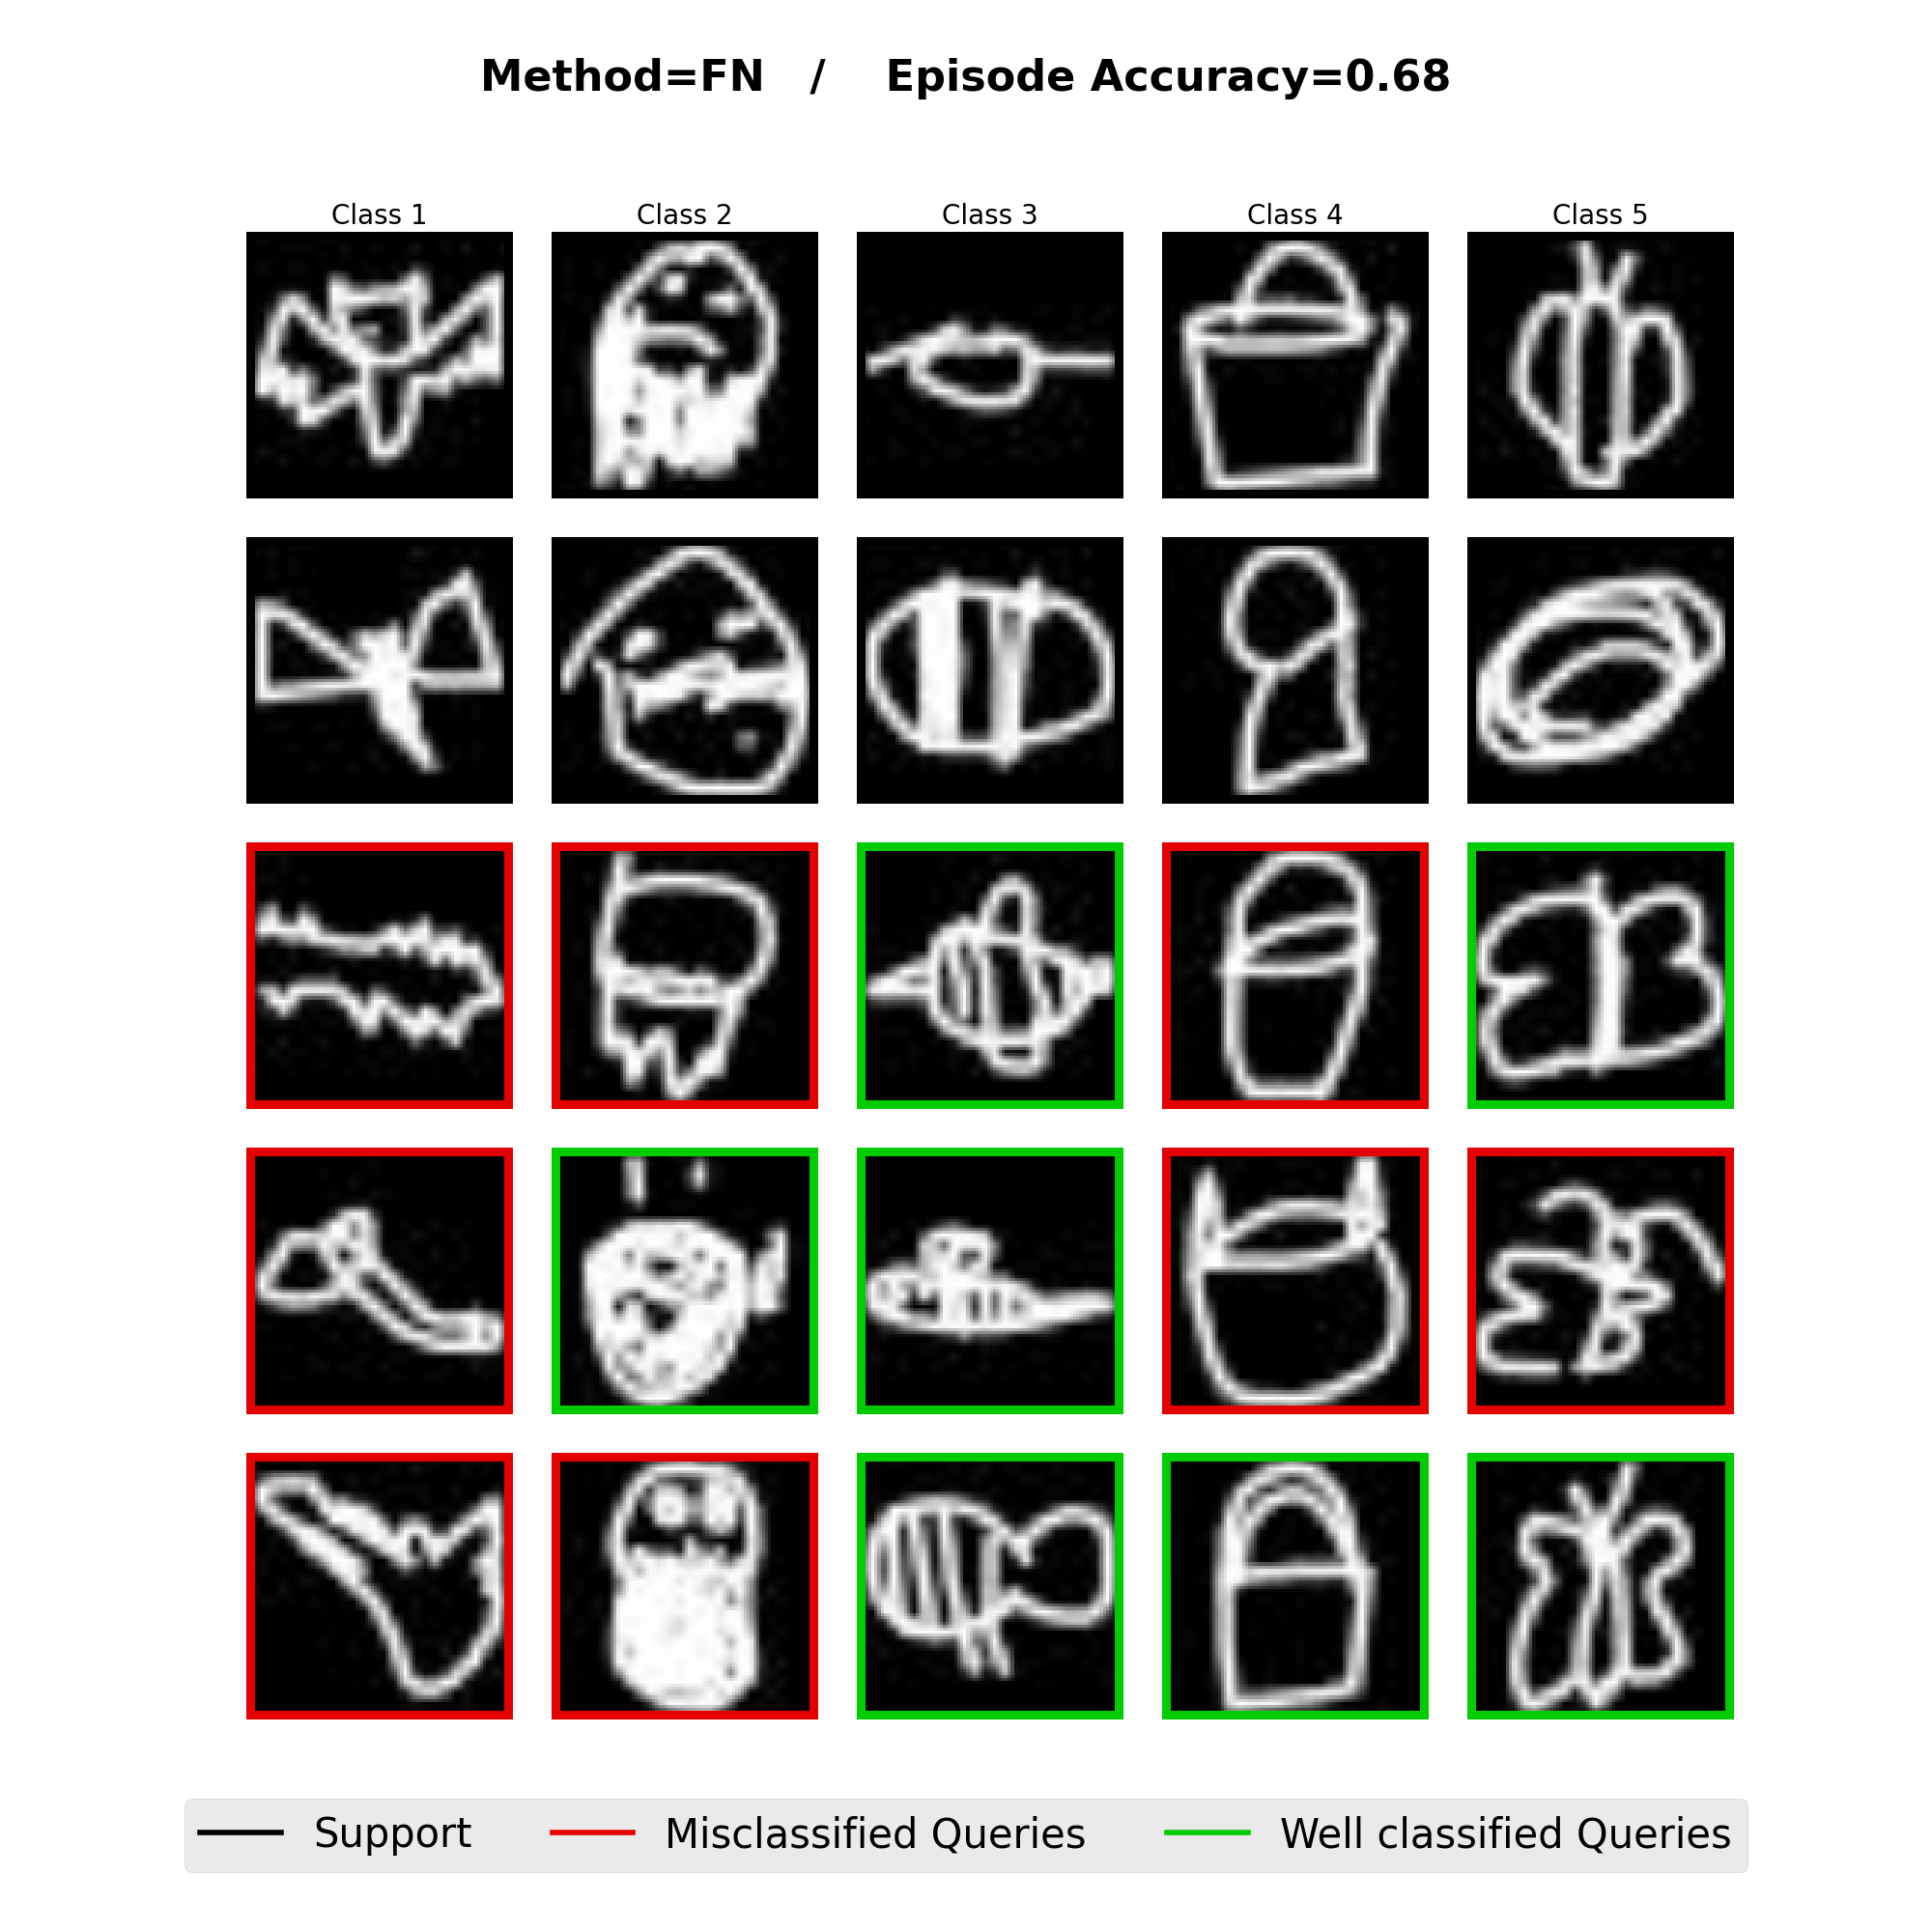 Method=FN / Episode Accuracy=0.68
Class 1 Class 2 Class 3 Class 4 Class 5
Support Misclassified Queries Well classified Queries